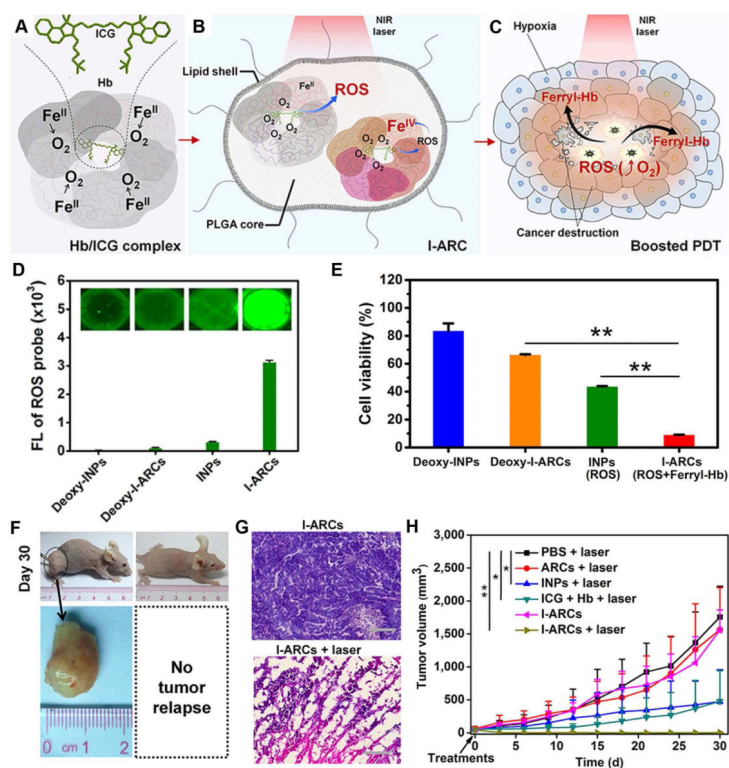 A
ICG
Hb
Fe^II
O2
Fe^II
O2
O2
Fe^II
O2
Fe^II
Hb/ICG complex
B
NIR
laser
Lipid shell
Fe^II
O2
O2
O2
O2
ROS
Fe^IV
O2
O2
O2
O2
ROS
PLGA core
I-ARC
C
NIR
laser
Hypoxia
Ferryl-Hb
Ferryl-Hb
ROS (↑O2)
Cancer destruction
Boosted PDT
D
FL of ROS probe (x10^3)
6
5
4
3
2
1
0
Deoxy-INPs
Deoxy-I-ARCs
INPs
I-ARCs
E
Cell viability (%)
120
100
80
60
40
20
0
**
**
Deoxy-INPs
Deoxy-I-ARCs
INPs
(ROS)
I-ARCs
(ROS+Ferryl-Hb)
F
Day 30
0 cm 1 2
No
tumor
relapse
G
I-ARCs
I-ARCs + laser
H
Tumor volume (mm^3)
3,000
2,500
2,000
1,500
1,000
500
0
**
*
*
PBS + laser
ARCs + laser
INPs + laser
ICG + Hb + laser
I-ARCs
I-ARCs + laser
0 5 10 15 20 25 30
Treatments
Time (d)